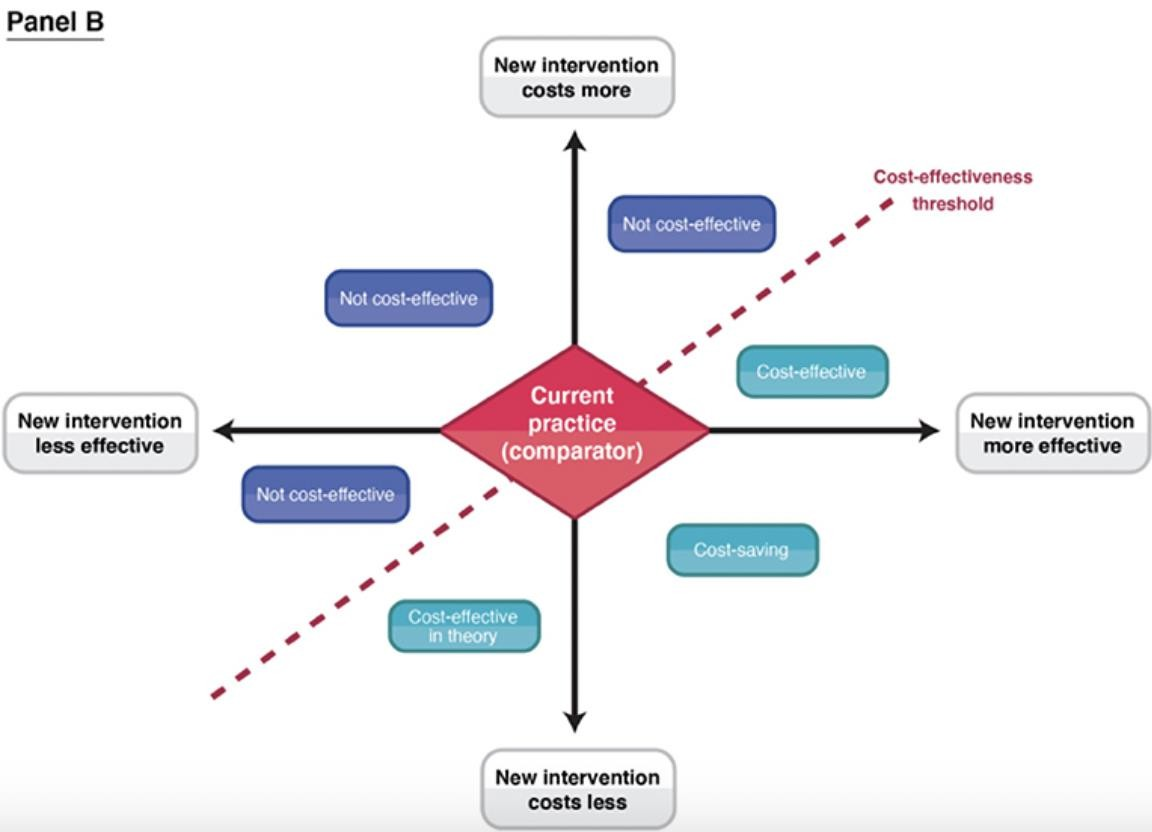 Panel B
New intervention
costs more
Cost-effectiveness
threshold
Not cost-effective
Not cost-effective
Cost-effective
Current
practice
(comparator)
New intervention
less effective
New intervention
more effective
Not cost-effective
Cost-saving
Cost-effective
in theory
New intervention
costs less